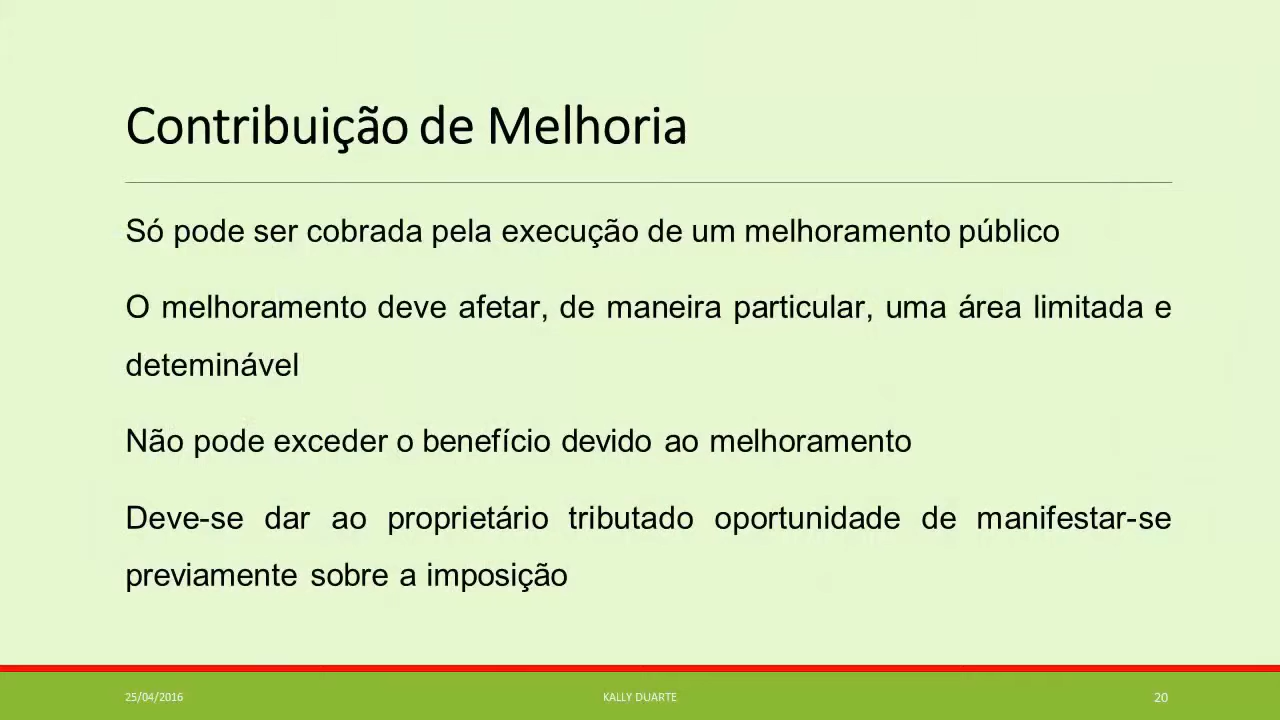 Contribuição de Melhoria
Só pode ser cobrada pela execução de um melhoramento público
O melhoramento deve afetar, de maneira particular, uma área limitada e
deteminável
Não pode exceder o benefício devido ao melhoramento
Deve-se dar ao proprietário tributado oportunidade de manifestar-se
previamente sobre a imposição
25/04/2016 KALLY DUARTE 20